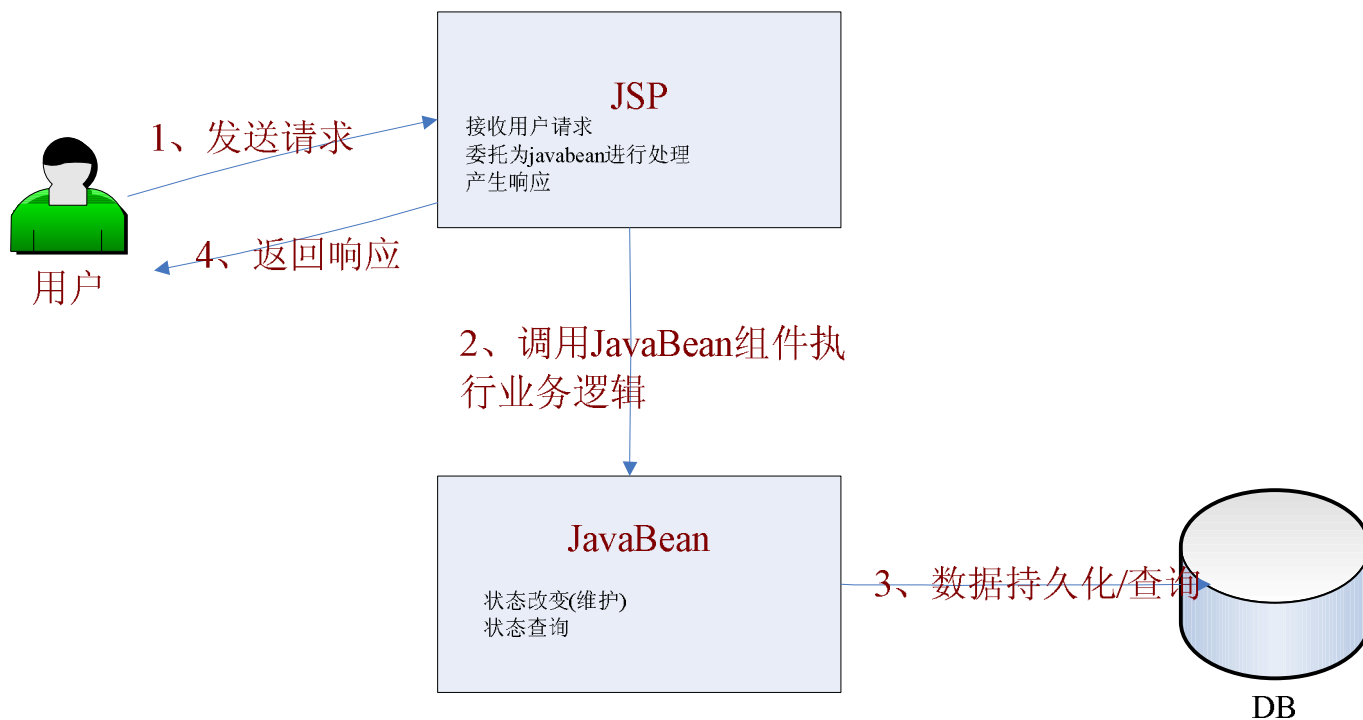 JSP
接收用户请求
委托为javabean进行处理
产生响应
1、发送请求
4、返回响应
用户
2、调用JavaBean组件执
行业务逻辑
JavaBean
状态改变(维护)
状态查询
3、数据持久化/查询
DB